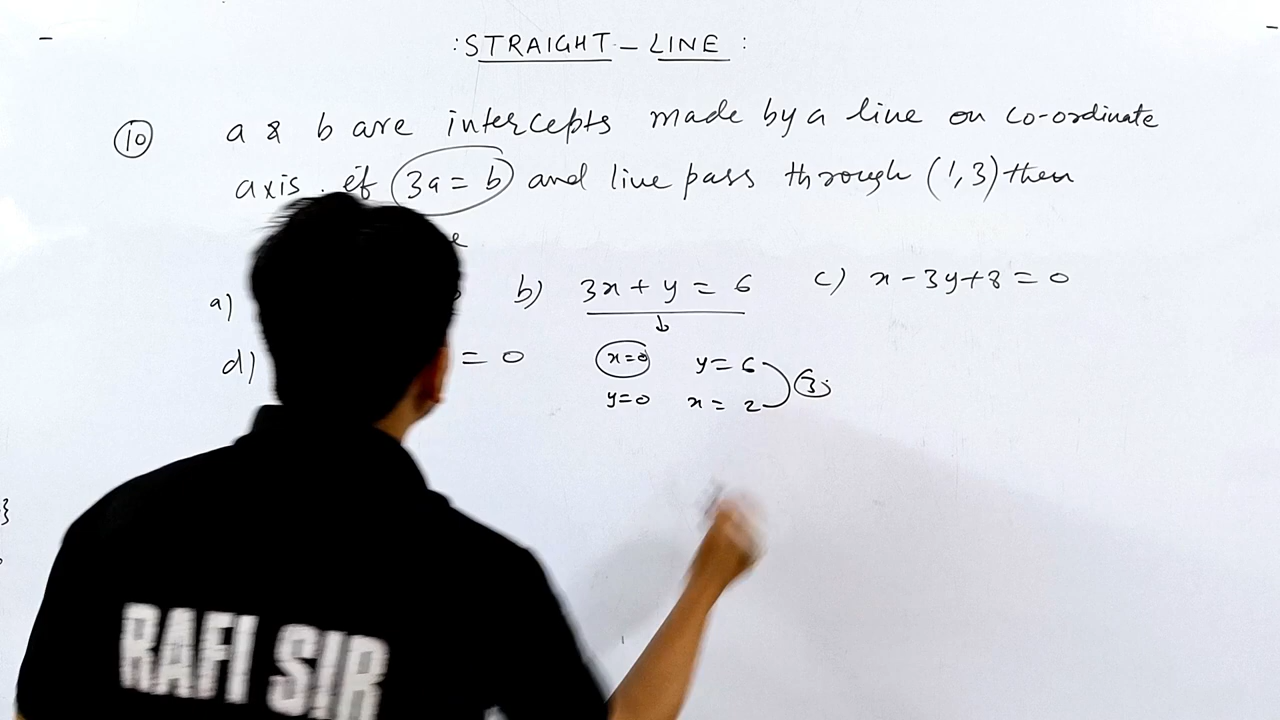 : STRAIGHT - LINE :
10 a & b are intercepts made by a line on co-ordinate
axis. if 3a = b and line pass through (1,3) then
a) b) 3x + y = 6 c) x - 3y + 8 = 0
d) = 0
x=0 y= 6
y=0 x = 2
3
RAFI SIR